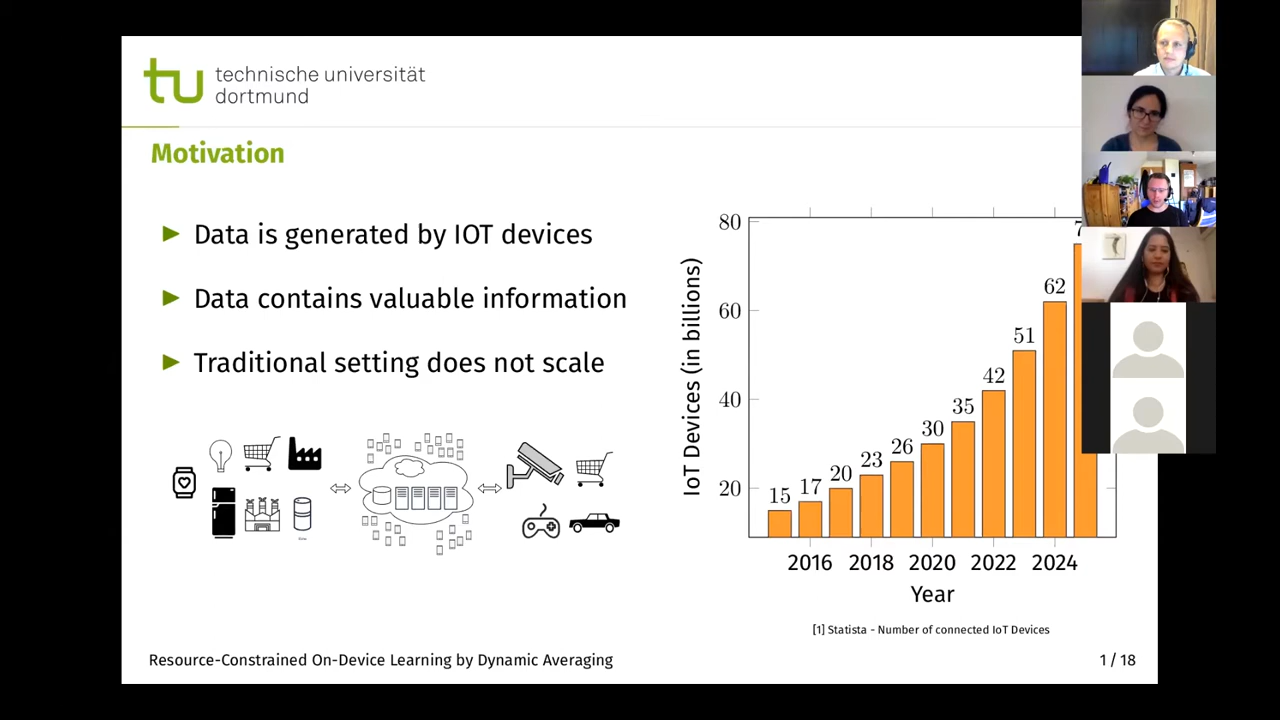 technische universität
dortmund
Motivation
Data is generated by IOT devices
Data contains valuable information
Traditional setting does not scale
IoT Devices (in billions)
80
60
40
20
15
17
20
23
26
30
35
42
51
62
2016
2018
2020
2022
2024
Year
[1] Statista - Number of connected IoT Devices
Resource-Constrained On-Device Learning by Dynamic Averaging
1 / 18